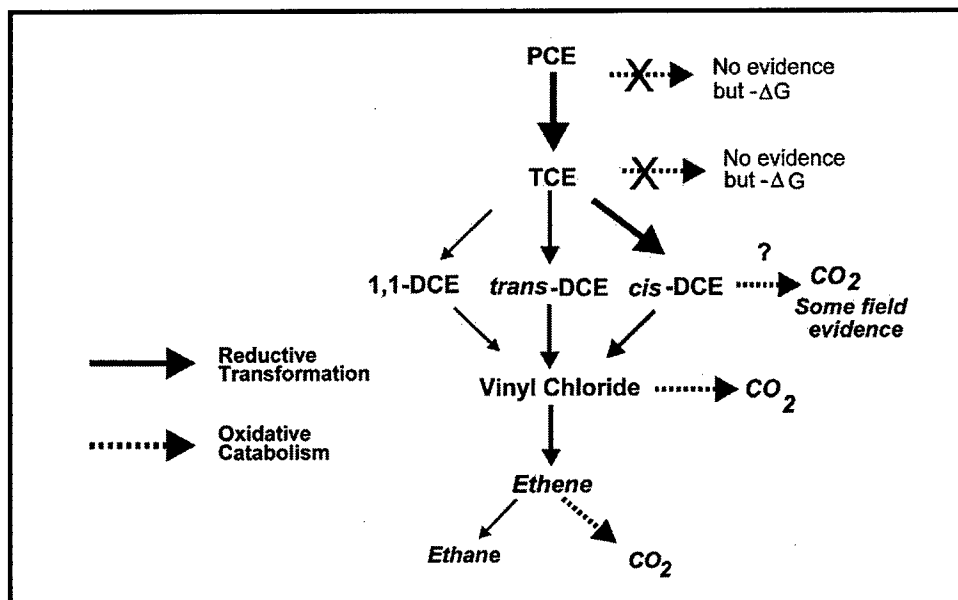 PCE
No evidence
but -ΔG
X
TCE
No evidence
but -ΔG
X
?
1,1-DCE trans-DCE cis-DCE
CO2
Some field
evidence
Reductive
Transformation
Vinyl Chloride
CO2
Oxidative
Catabolism
Ethene
Ethane
CO2